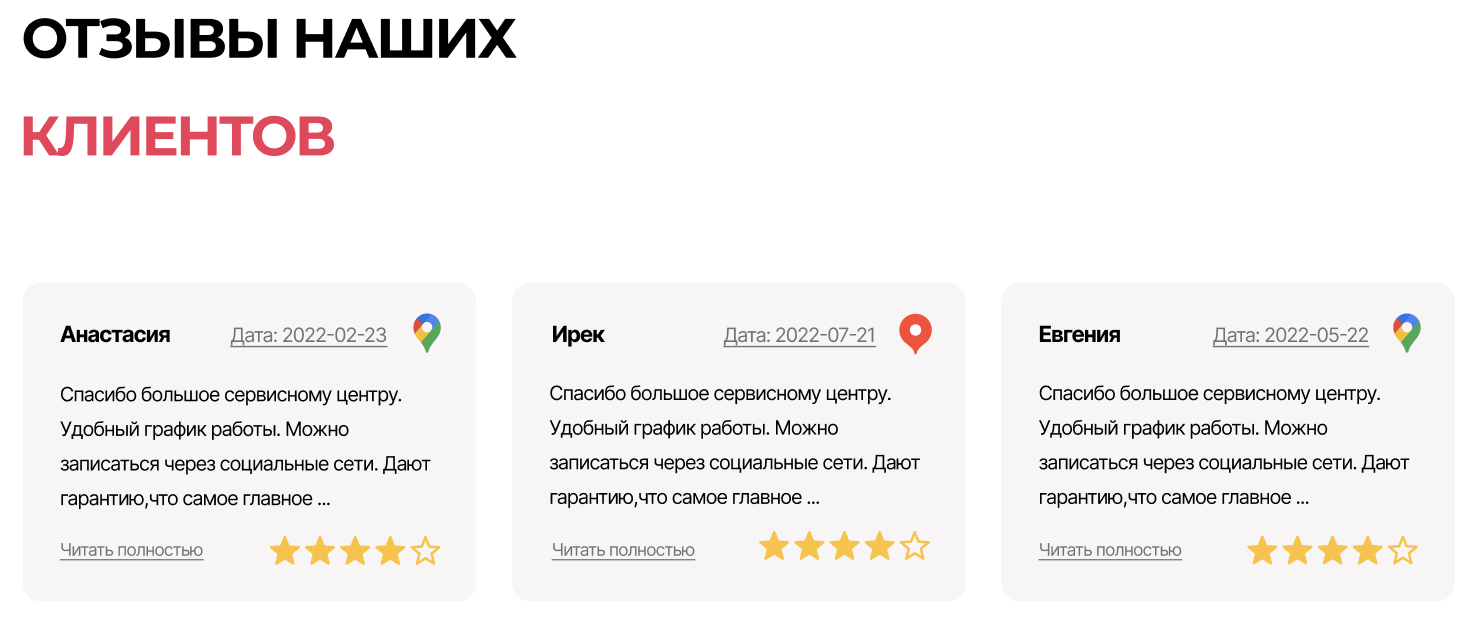 ОТЗЫВЫ НАШИХ
КЛИЕНТОВ
Анастасия
Дата: 2022-02-23
Спасибо большое сервисному центру.
Удобный график работы. Можно
записаться через социальные сети. Дают
гарантию,что самое главное ...
Читать полностью
Ирек
Дата: 2022-07-21
Спасибо большое сервисному центру.
Удобный график работы. Можно
записаться через социальные сети. Дают
гарантию,что самое главное ...
Читать полностью
Евгения
Дата: 2022-05-22
Спасибо большое сервисному центру.
Удобный график работы. Можно
записаться через социальные сети. Дают
гарантию,что самое главное ...
Читать полностью